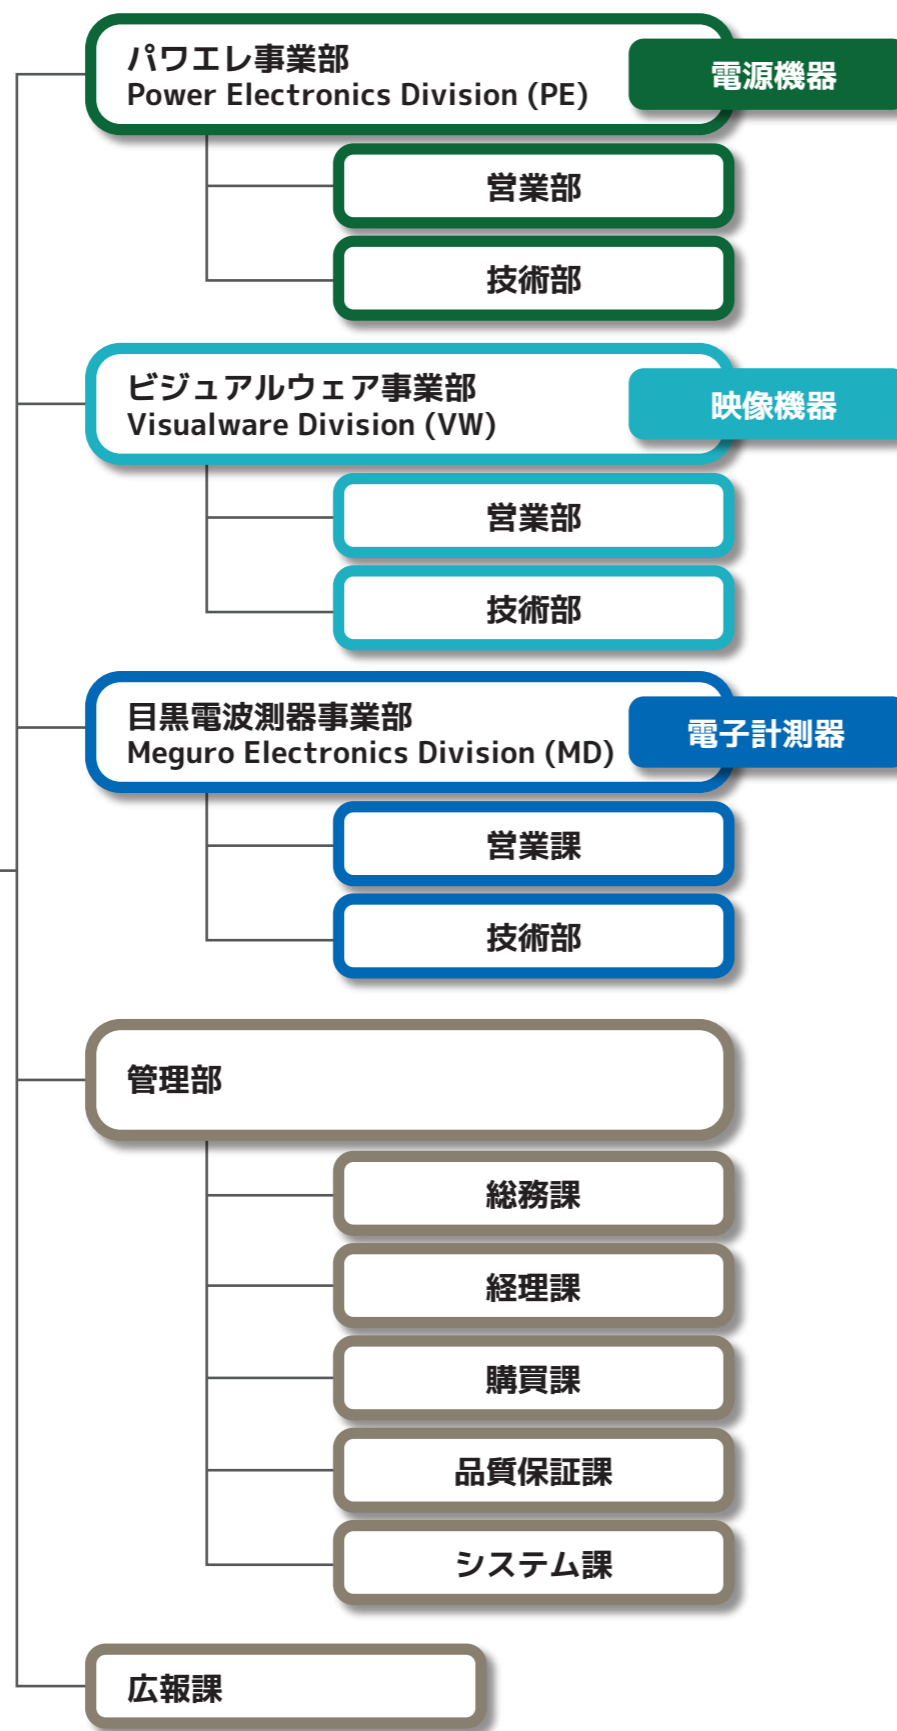 パワエレ事業部
Power Electronics Division (PE)
電源機器
営業部
技術部
ビジュアルウェア事業部
Visualware Division (VW)
映像機器
営業部
技術部
目黒電波測器事業部
Meguro Electronics Division (MD)
電子計測器
営業課
技術部
管理部
総務課
経理課
購買課
品質保証課
システム課
広報課